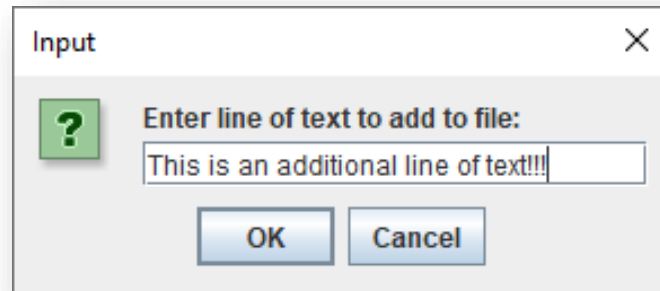 Input
Enter line of text to add to file:
This is an additional line of text!!!
OK Cancel